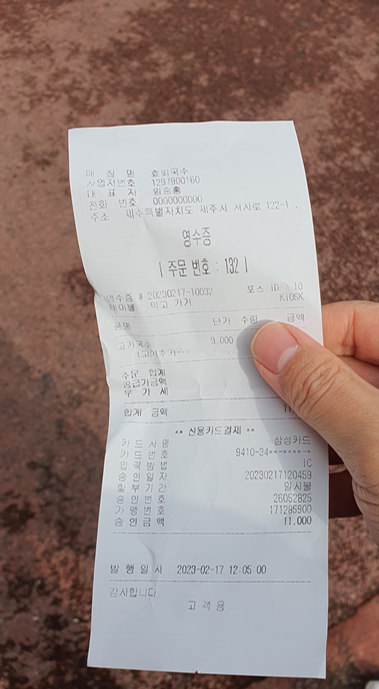 매 장 명 효퇴국수
사업자번호 1297900160
대 표 자
전화 번호 0000000000
주소 : 제주특별자치도 제주시 서사로 122-1 .
영수증
[ 주문 번호 : 132 ]
영수증 # 20230217-10032 포스 ID : 10
테이블 먹고 가기 KIOSK
품명 단가 수량 금액
고기국수 9,000
주문 합계
공급가금액
부 가 세
합계 금액
** 신용카드결제 **
카 드 사 명 삼성카드
카 드 번 호 9410-34**-****-****
입 력 방 법 IC
승 인 일 자 20230217120459
할 부 기 간 일시불
승 인 번 호 26052825
가 맹 번 호 171285900
승 인 금 액 11,000
발 행 일 시 : 2023-02-17 12:05:00
감사합니다.
고 객 용